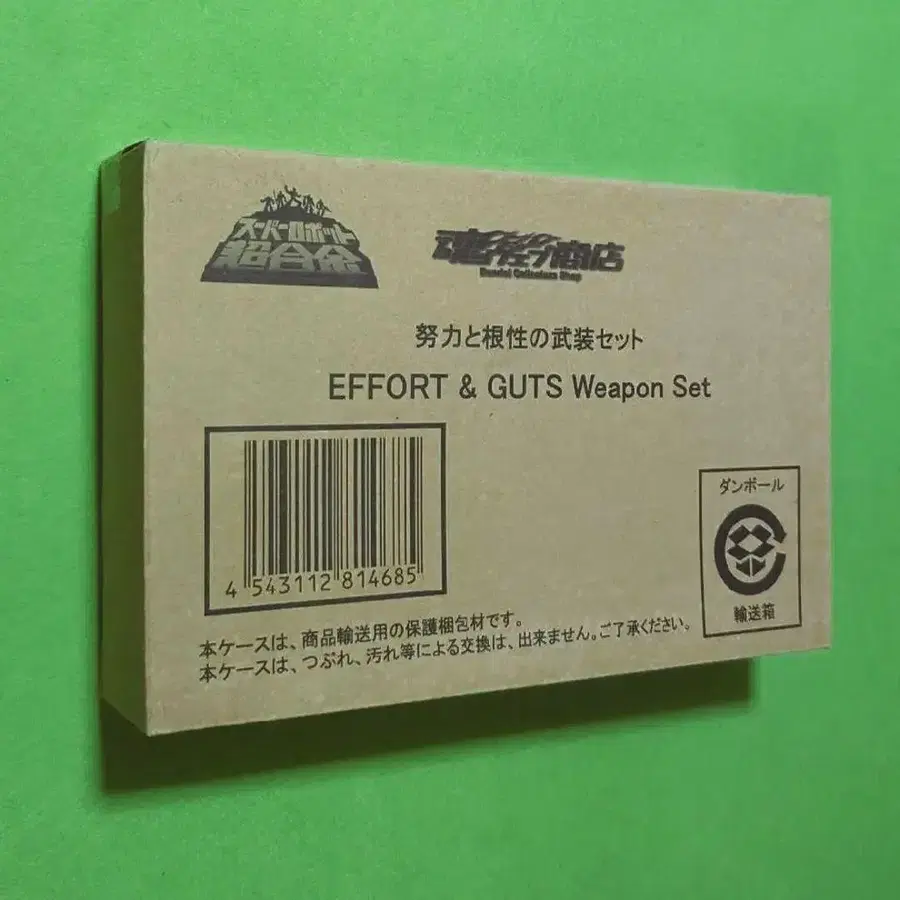 スーパーロボット
超合金
魂ウェブ商店
Bandai Collectors Shop
努力と根性の武装セット
EFFORT & GUTS Weapon Set
4 543112 814685
ダンボール
輸送箱
本ケースは、商品輸送用の保護梱包材です。
本ケースは、つぶれ、汚れ等による交換は、出来ません。ご了承ください。